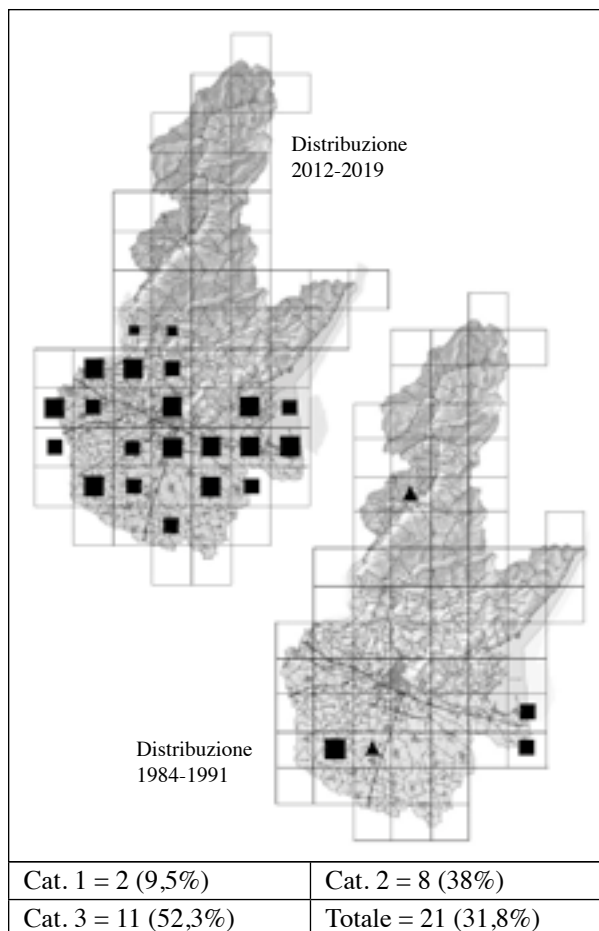 Distribuzione
2012-2019
Distribuzione
1984-1991
Cat. 1 = 2 (9,5%)
Cat. 2 = 8 (38%)
Cat. 3 = 11 (52,3%)
Totale = 21 (31,8%)